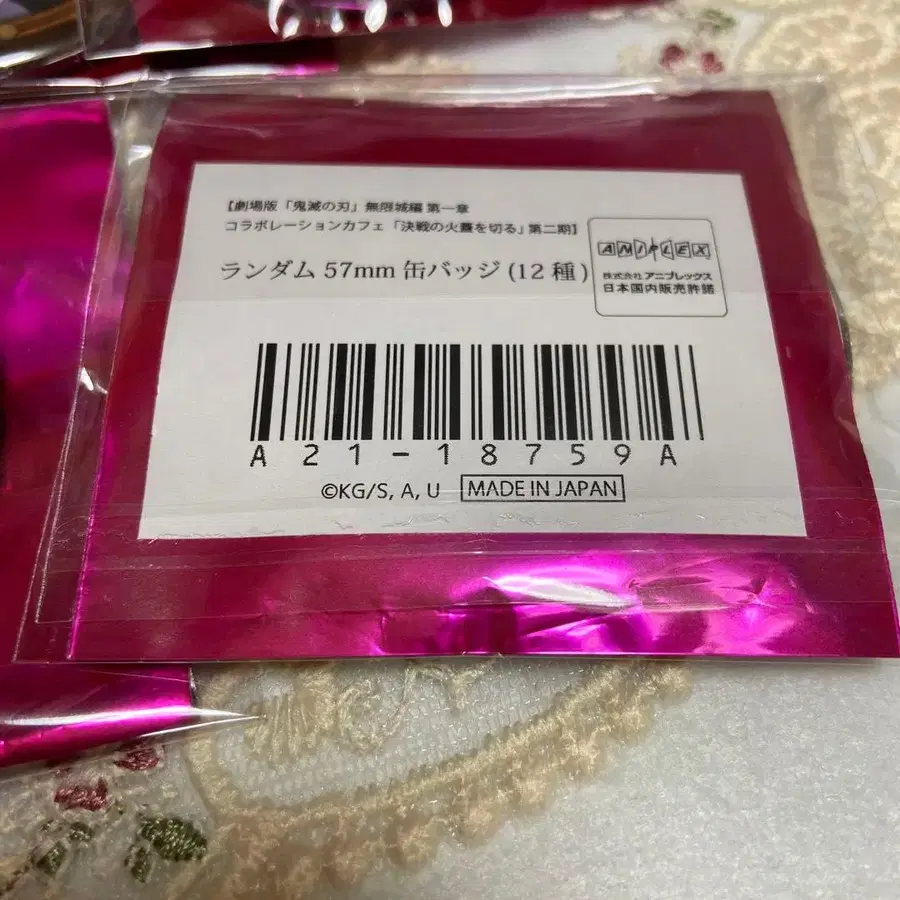 【劇場版「鬼滅の刃」無限城編 第一章
コラボレーションカフェ「決戦の火蓋を切る」第二期】
ランダム 57mm 缶バッジ (12 種)
ANIPLEX
株式会社 アニプレックス
日本国内販売許諾
A21-18759A
©KG/S, A, U MADE IN JAPAN